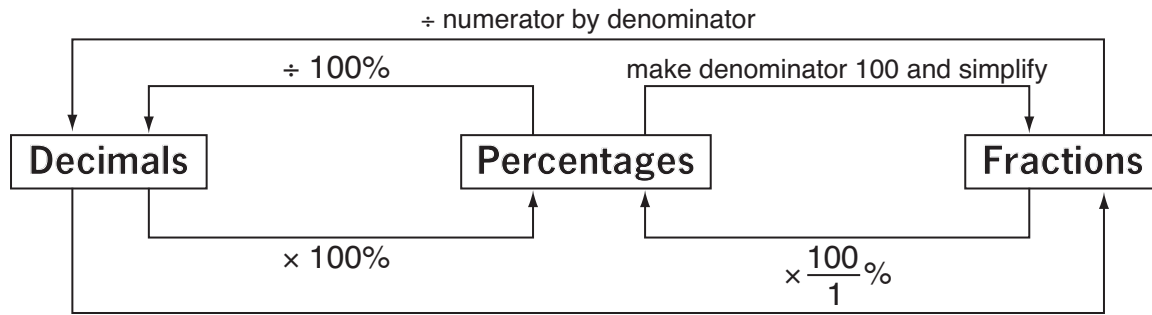 ÷ numerator by denominator
÷ 100%
make denominator 100 and simplify
Decimals
Percentages
Fractions
× 100%
× 100/1 %